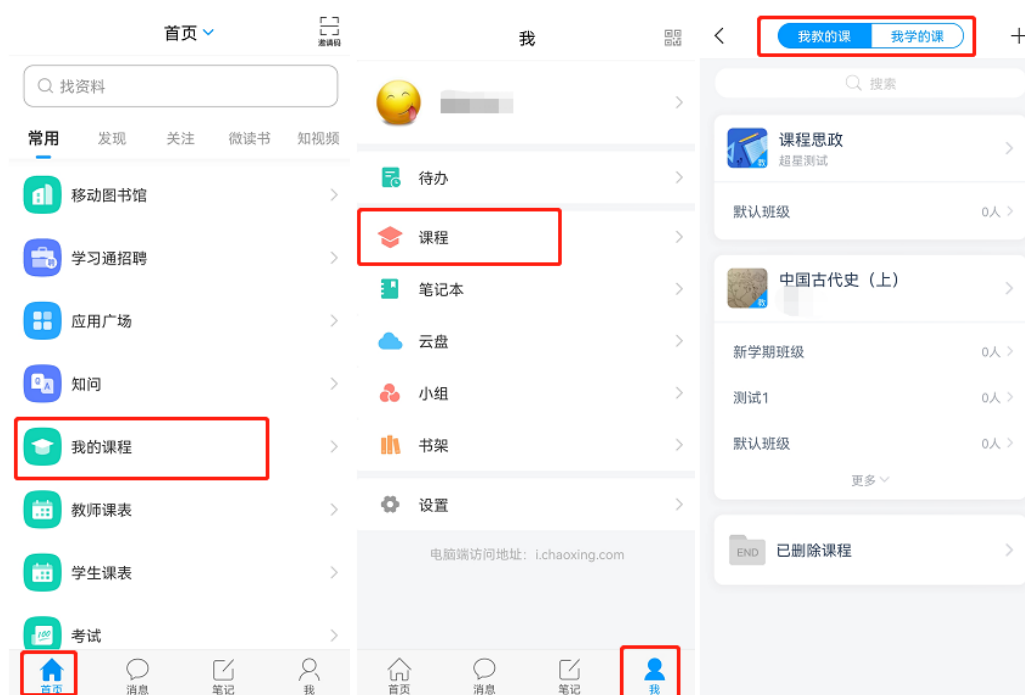 首页
邀请码
找资料
常用 发现 关注 微读书 知视频
移动图书馆
学习通招聘
应用广场
知问
我的课程
教师课表
学生课表
考试
首页 消息 笔记 我
我
待办
课程
笔记本
云盘
小组
书架
设置
电脑端访问地址：i.chaoxing.com
首页 消息 笔记 我
我教的课 我学的课
搜索
课程思政
教
超星测试
默认班级 0人
中国古代史（上）
教
新学期班级 0人
测试1 0人
默认班级 0人
更多
END 已删除课程